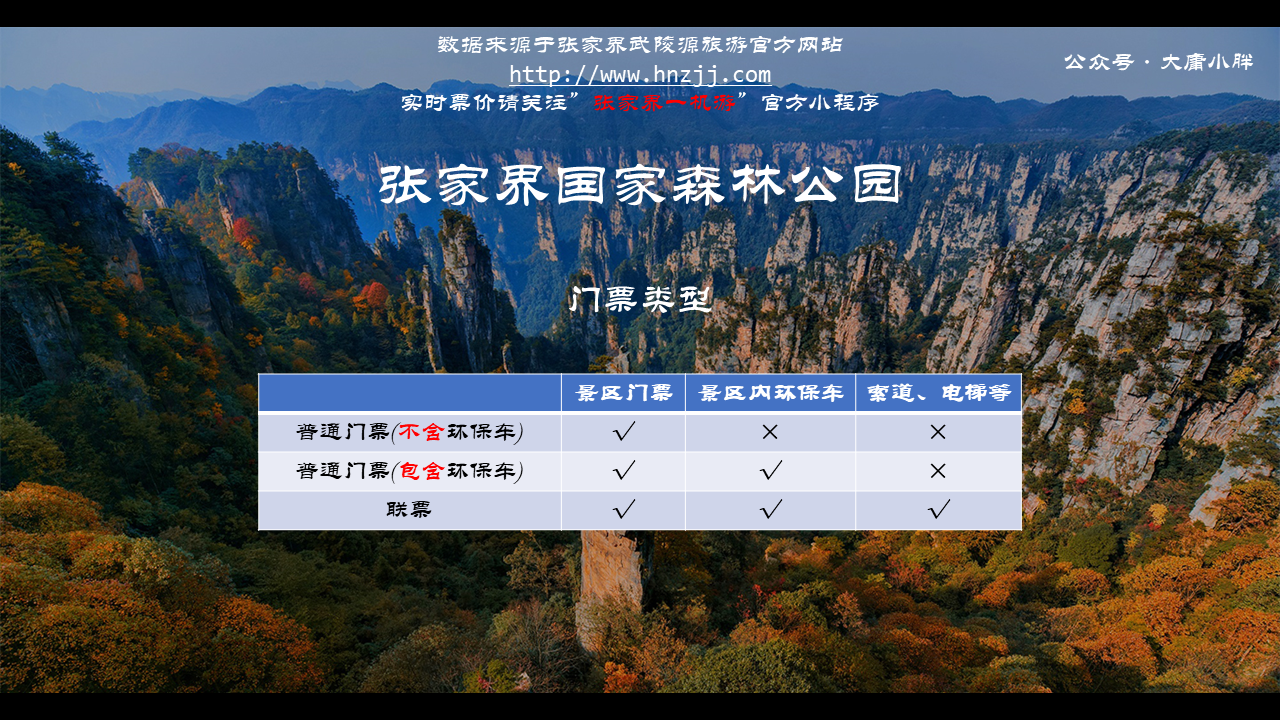 数据来源于张家界武陵源旅游官方网站
http://www.hnzjj.com
实时票价请关注”张家界一机游”官方小程序
公众号·大庸小胖
张家界国家森林公园
门票类型
景区门票 景区内环保车 索道、电梯等
普通门票(不含环保车) √ × ×
普通门票(包含环保车) √ √ ×
联票 √ √ √